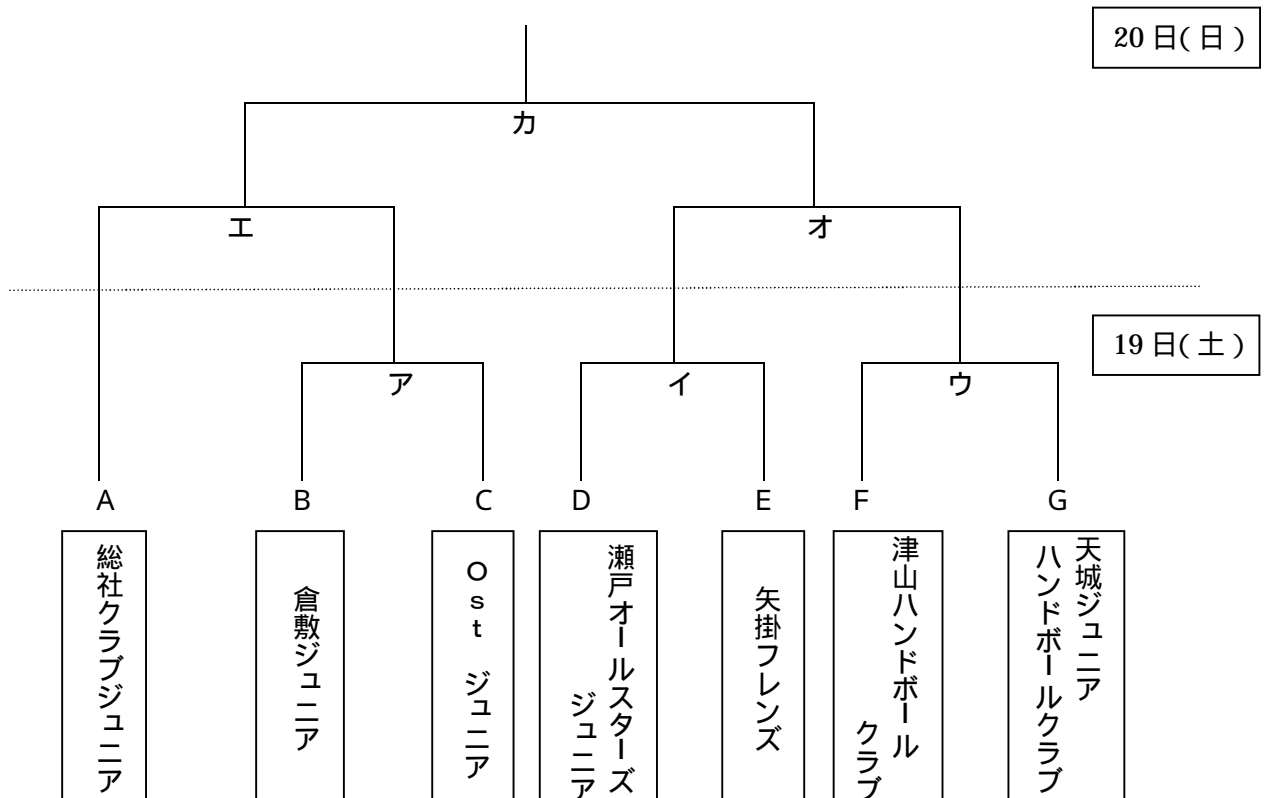 20日(日)
カ
エ
オ
19日(土)
ア
イ
ウ
A
B
C
D
E
F
G
総社クラブジュニア
倉敷ジュニア
Ost ジュニア
瀬戸オールスターズ
ジュニア
矢掛フレンズ
津山ハンドボール
クラブ
天城ジュニア
ハンドボールクラブ